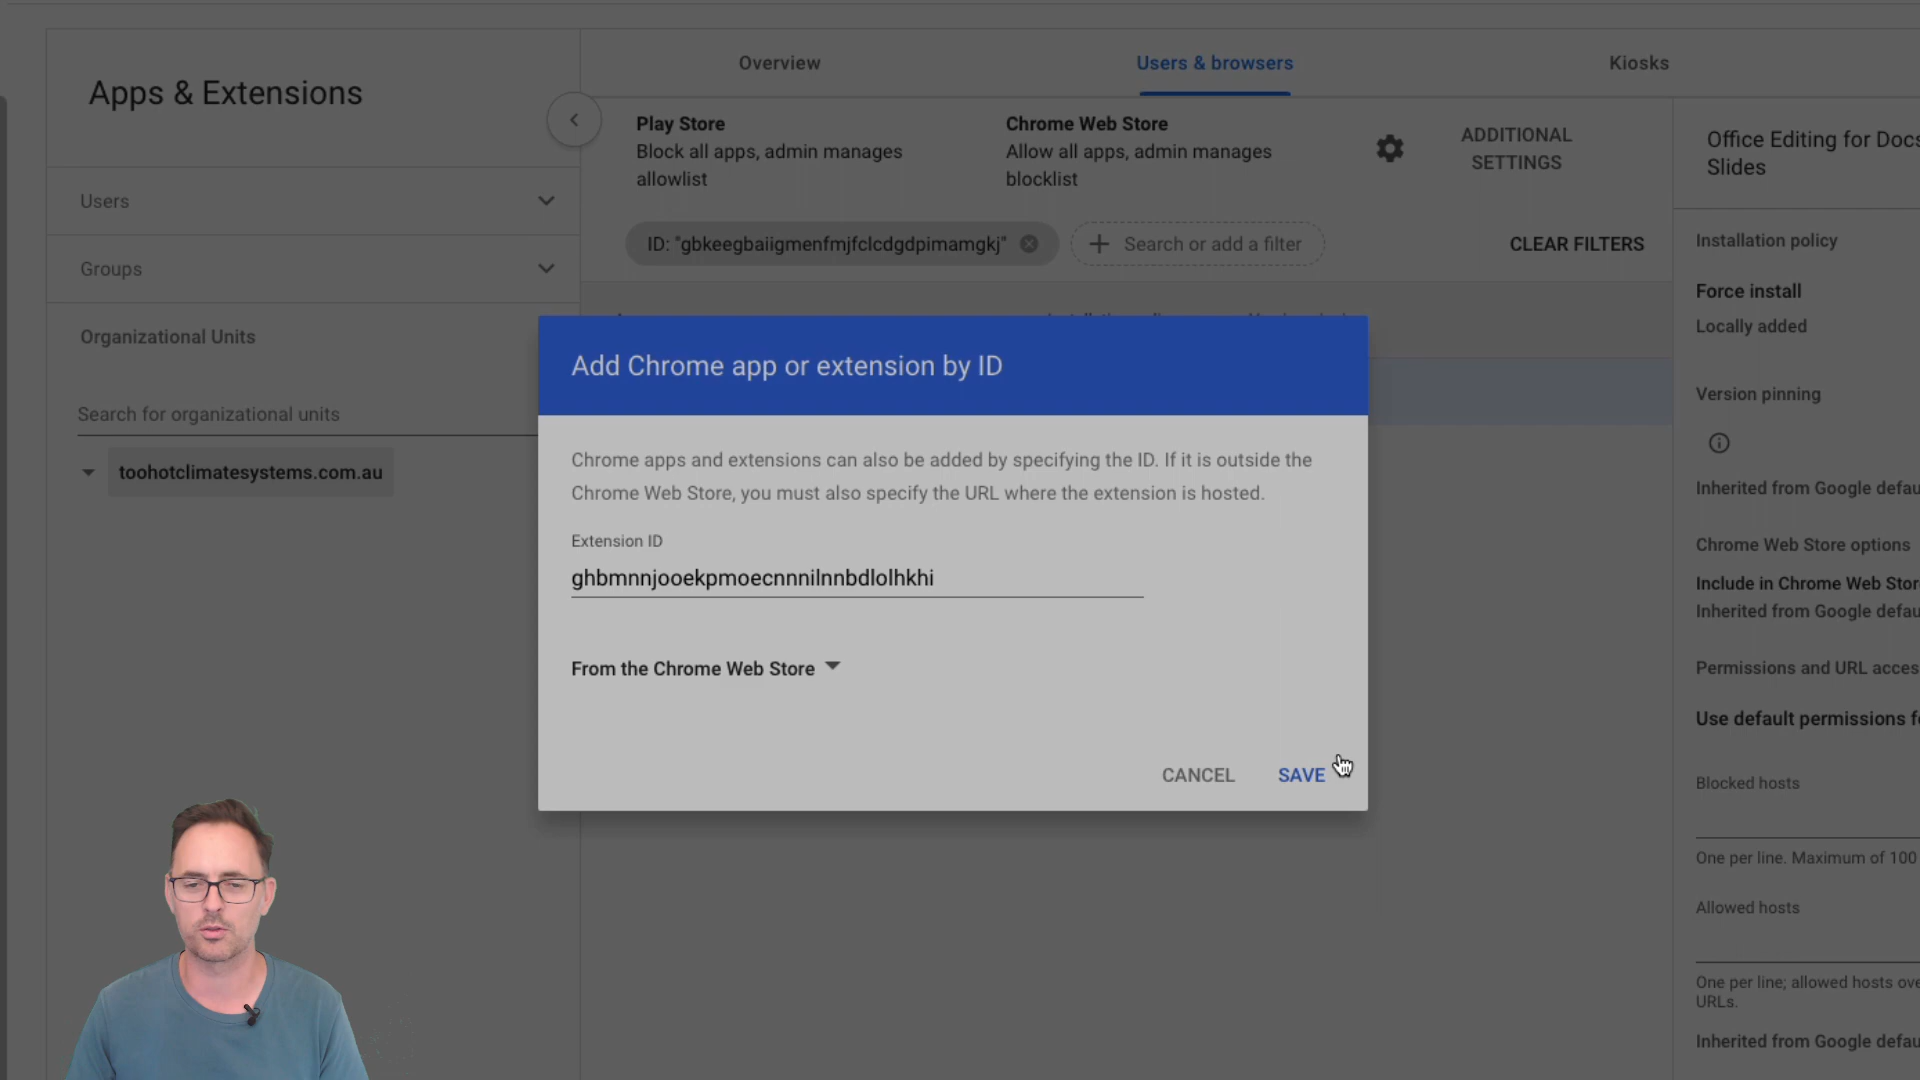 Apps & Extensions
Users
Groups
Organizational Units
Search for organizational units
toohotclimatesystems.com.au
Overview
Users & browsers
Kiosks
Play Store
Block all apps, admin manages
allowlist
Chrome Web Store
Allow all apps, admin manages
blocklist
ADDITIONAL
SETTINGS
ID: "gbkeegbaiigmenfmjfclcdgdpimamgkj"
Search or add a filter
CLEAR FILTERS
Add Chrome app or extension by ID
Chrome apps and extensions can also be added by specifying the ID. If it is outside the
Chrome Web Store, you must also specify the URL where the extension is hosted.
Extension ID
ghbmnnjooekpmoecnnnilnnbdlolhkhi
From the Chrome Web Store
CANCEL
SAVE
Office Editing for Docs
Slides
Installation policy
Force install
Locally added
Version pinning
Inherited from Google defau
Chrome Web Store options
Include in Chrome Web Stor
Inherited from Google defau
Permissions and URL acces
Use default permissions f
Blocked hosts
One per line. Maximum of 100
Allowed hosts
One per line; allowed hosts ove
URLs.
Inherited from Google defau